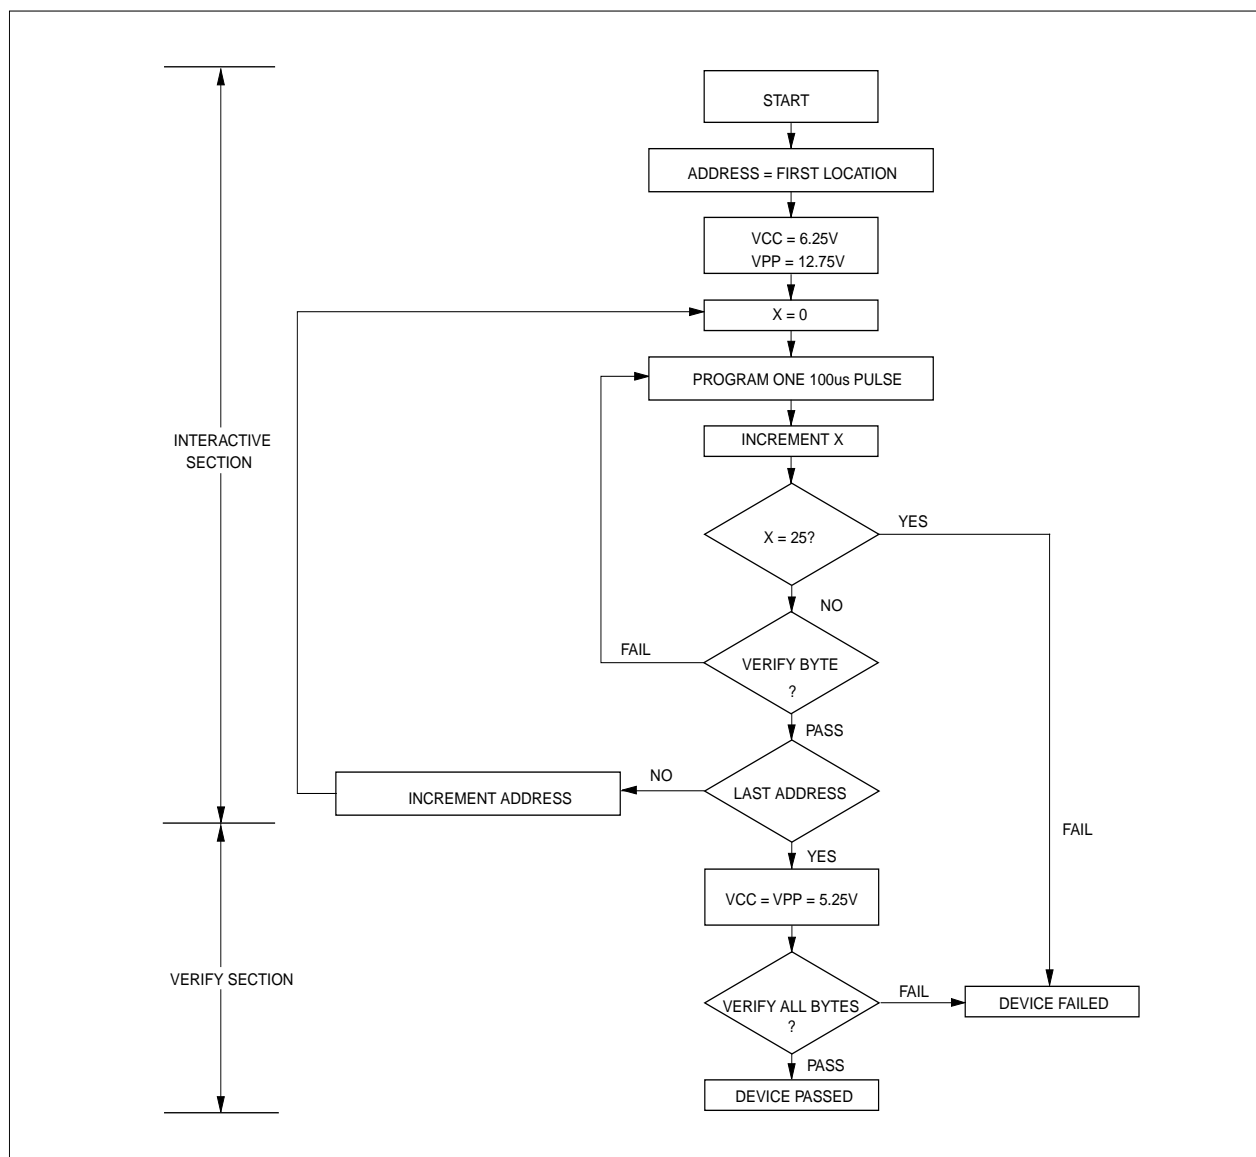 START
ADDRESS = FIRST LOCATION
VCC = 6.25V
VPP = 12.75V
X = 0
PROGRAM ONE 100us PULSE
INCREMENT X
INTERACTIVE
SECTION
X = 25?
YES
NO
FAIL
VERIFY BYTE
?
PASS
NO
INCREMENT ADDRESS
LAST ADDRESS
FAIL
YES
VCC = VPP = 5.25V
VERIFY SECTION
VERIFY ALL BYTES
?
FAIL
DEVICE FAILED
PASS
DEVICE PASSED